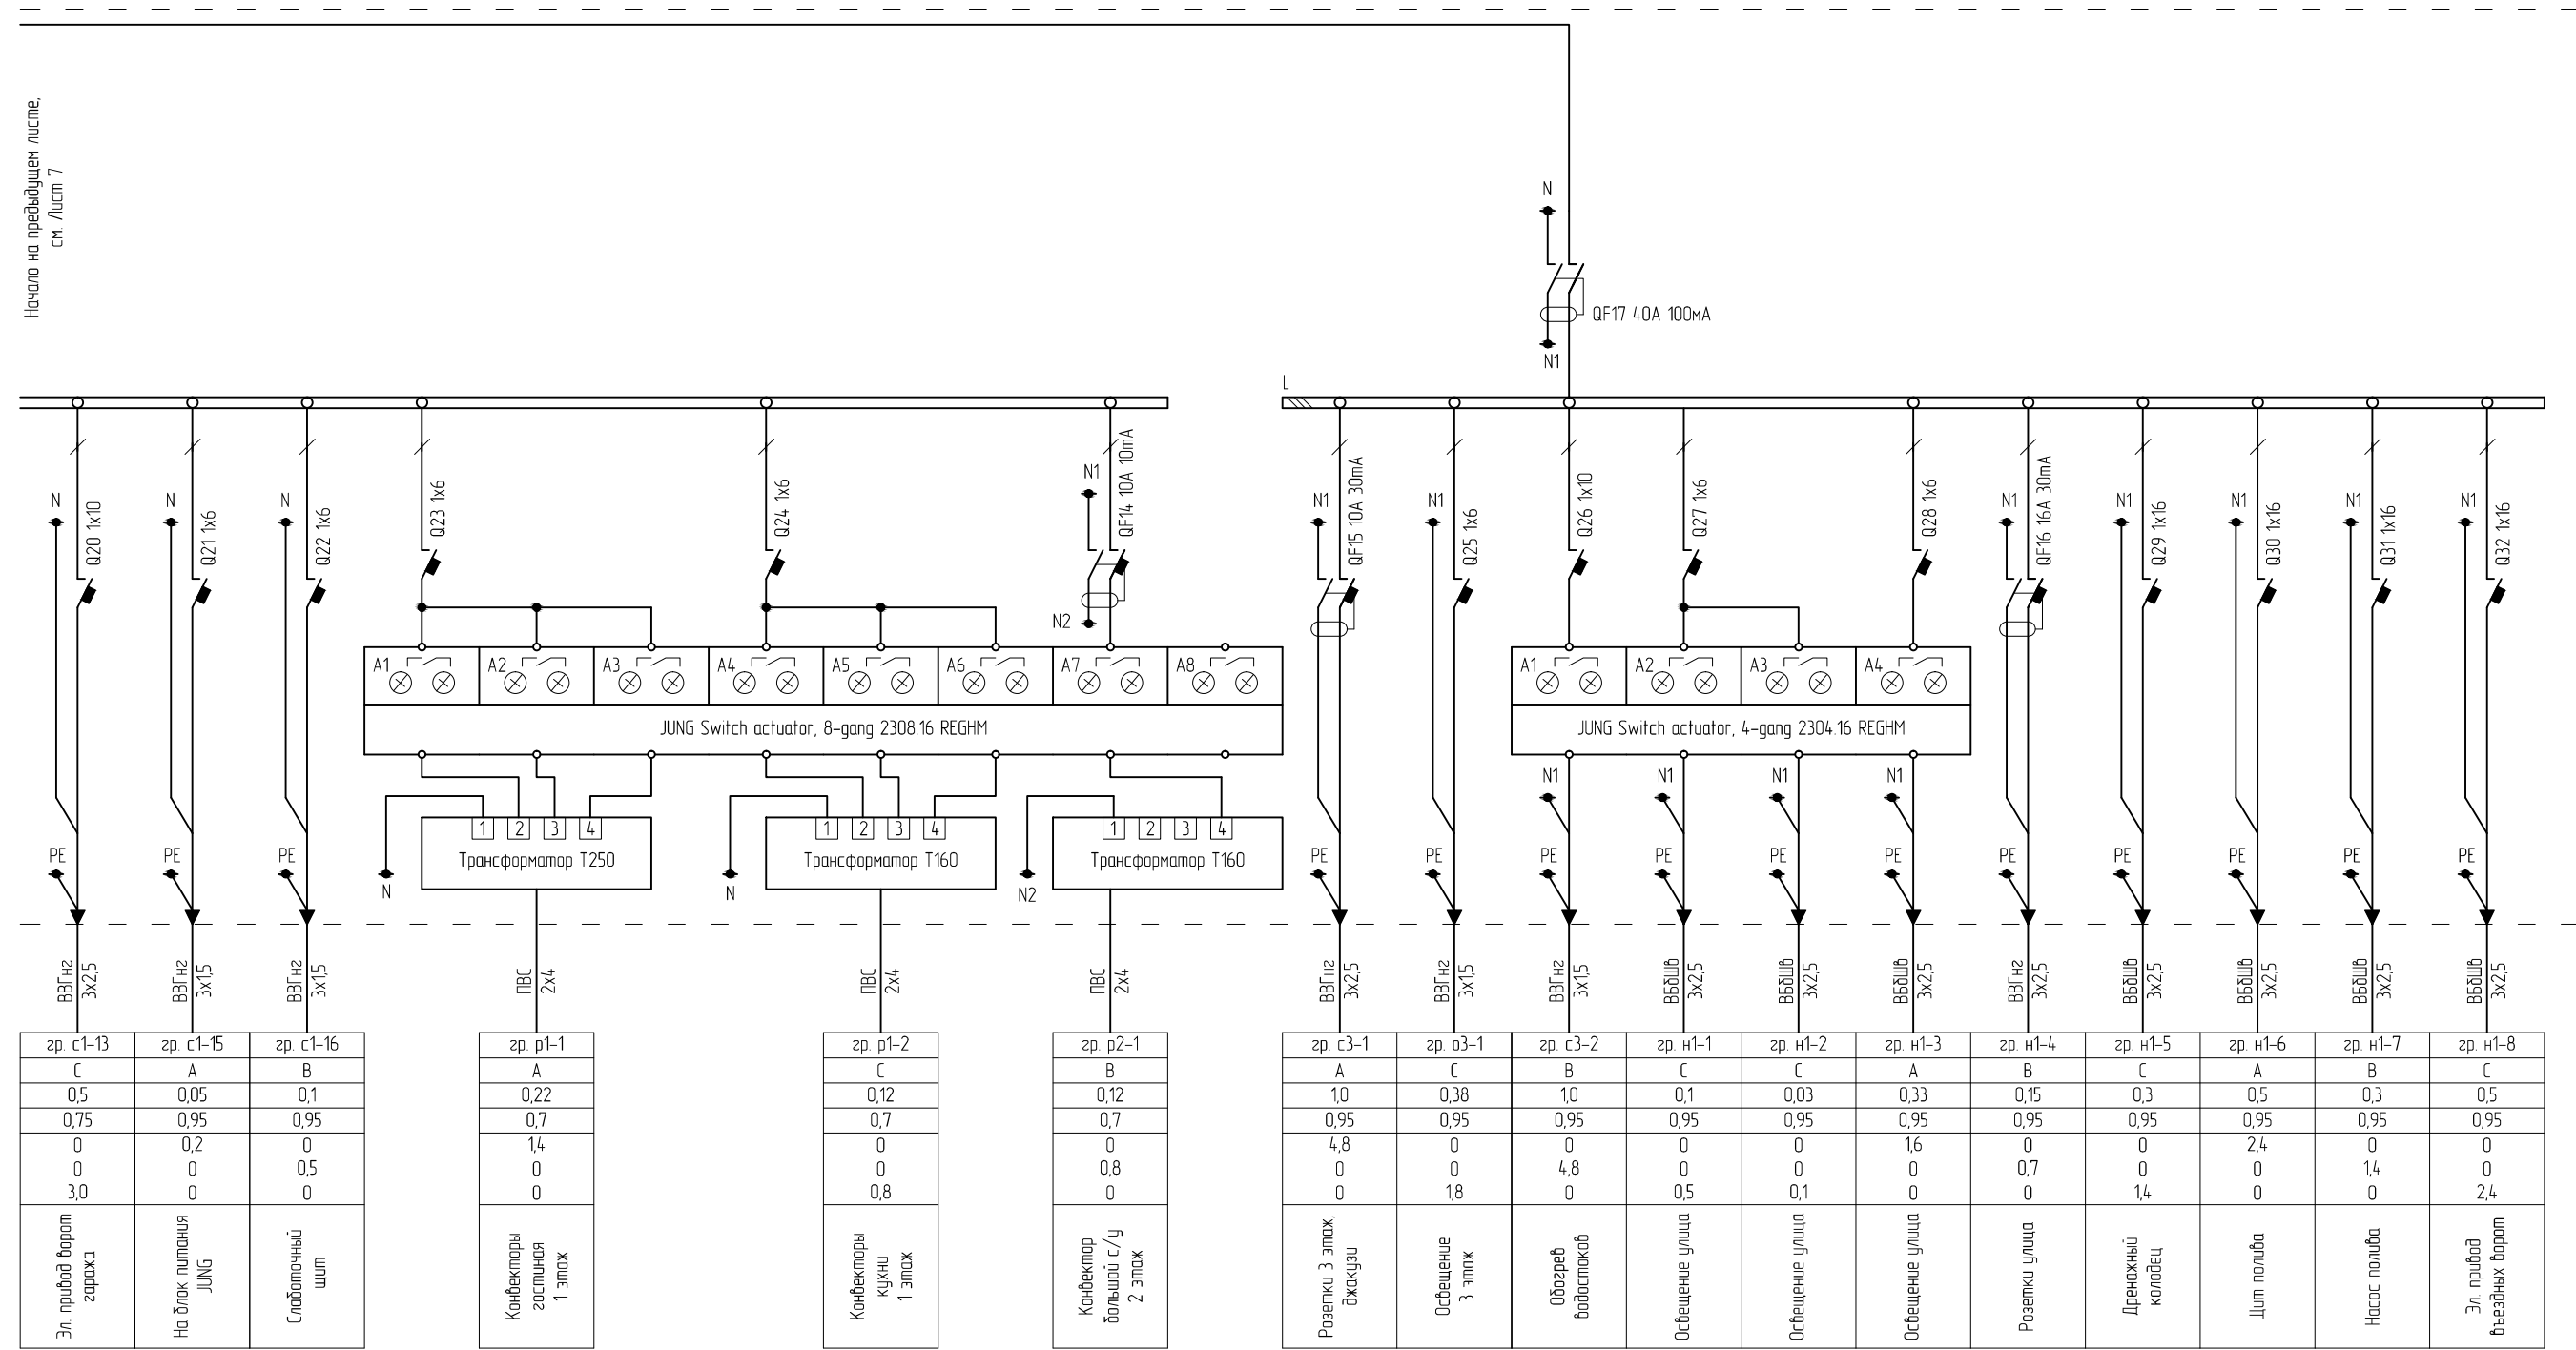 Начало на предыдущем листе,
см. Лист 7
N
QF17 40А 100мА
N1
L
N
Q20 1x10
N
Q21 1x6
N
Q22 1x6
Q23 1x6
Q24 1x6
N1
QF14 10А 10mA
N2
N1
QF15 10А 30mA
N1
Q25 1x6
Q26 1x10
Q27 1x6
Q28 1x6
N1
QF16 16А 30mA
N1
Q29 1x16
N1
Q30 1x16
N1
Q31 1x16
N1
Q32 1x16
A1 A2 A3 A4 A5 A6 A7 A8
JUNG Switch actuator, 8-gang 2308.16 REGHM
A1 A2 A3 A4
JUNG Switch actuator, 4-gang 2304.16 REGHM
N1 N1 N1 N1
1 2 3 4
Трансформатор Т250
N
1 2 3 4
Трансформатор Т160
N
1 2 3 4
Трансформатор Т160
N2
PE PE PE PE PE PE PE PE PE PE PE PE PE PE
ВВГнг
3x2,5
ВВГнг
3x1,5
ВВГнг
3x1,5
ПВС
2x4
ПВС
2x4
ПВС
2x4
ВВГнг
3x2,5
ВВГнг
3x1,5
ВВГнг
3x1,5
ВБбШв
3x2,5
ВБбШв
3x2,5
ВБбШв
3x2,5
ВВГнг
3x2,5
ВБбШв
3x2,5
ВБбШв
3x2,5
ВБбШв
3x2,5
ВБбШв
3x2,5
гр. с1-13 гр. с1-15 гр. с1-16 гр. р1-1 гр. р1-2 гр. р2-1 гр. с3-1 гр. о3-1 гр. с3-2 гр. н1-1 гр. н1-2 гр. н1-3 гр. н1-4 гр. н1-5 гр. н1-6 гр. н1-7 гр. н1-8
C A B A C B A C B C C A B C A B C
0,5 0,05 0,1 0,22 0,12 0,12 1,0 0,38 1,0 0,1 0,03 0,33 0,15 0,3 0,5 0,3 0,5
0,75 0,95 0,95 0,7 0,7 0,7 0,95 0,95 0,95 0,95 0,95 0,95 0,95 0,95 0,95 0,95 0,95
0 0,2 0 1,4 0 0 4,8 0 0 0 0 1,6 0 0 2,4 0 0
0 0 0,5 0 0 0,8 0 0 4,8 0 0 0 0,7 0 0 1,4 0
3,0 0 0 0 0,8 0 0 1,8 0 0,5 0,1 0 0 1,4 0 0 2,4
Эл. привод ворот
гаража
На блок питания
JUNG
Слаботочный
щит
Конвекторы
гостиная
1 этаж
Конвекторы
кухни
1 этаж
Конвектор
большой с/у
2 этаж
Розетки 3 этаж,
джакузи
Освещение
3 этаж
Обогрев
водостоков
Освещение улица
Освещение улица
Освещение улица
Розетки улица
Дренажный
колодец
Щит полива
Насос полива
Эл. привод
въездных ворот